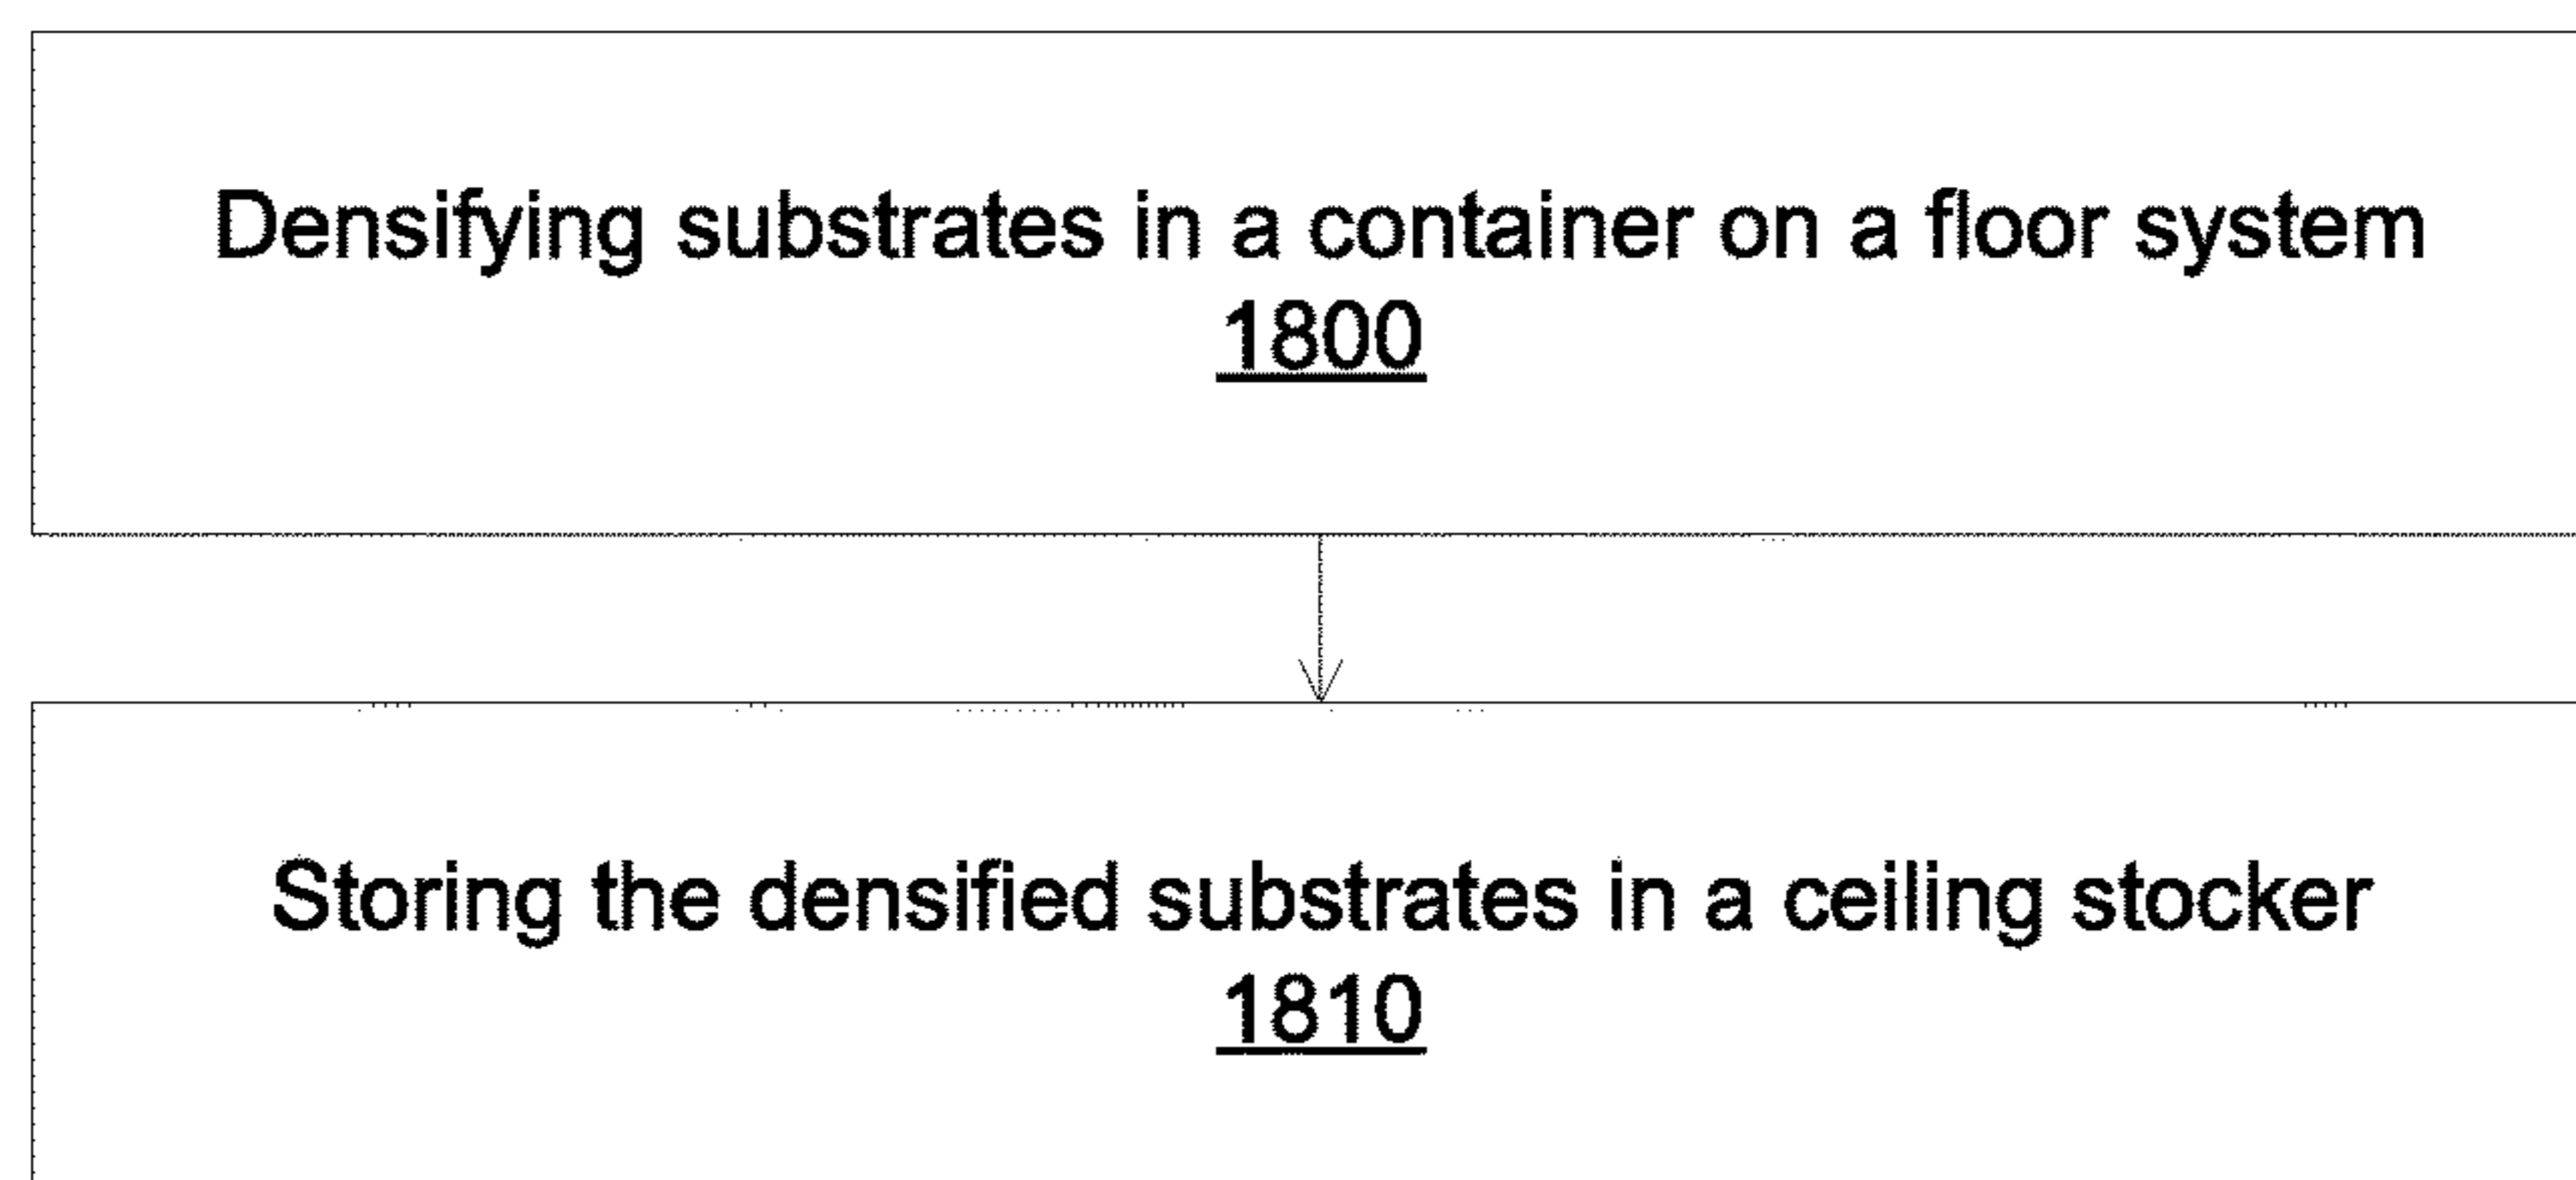 Densifying substrates in a container on a floor system
1800
Storing the densified substrates in a ceiling stocker
1810